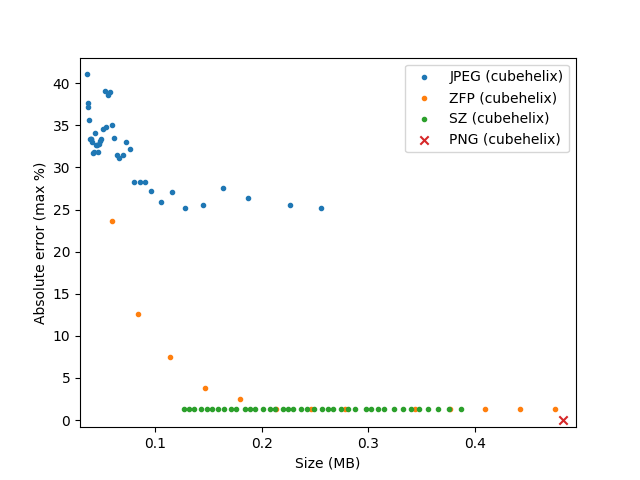 JPEG (cubehelix)
ZFP (cubehelix)
SZ (cubehelix)
PNG (cubehelix)
Absolute error (max %)
40
35
30
25
20
15
10
5
0
0.1 0.2 0.3 0.4
Size (MB)